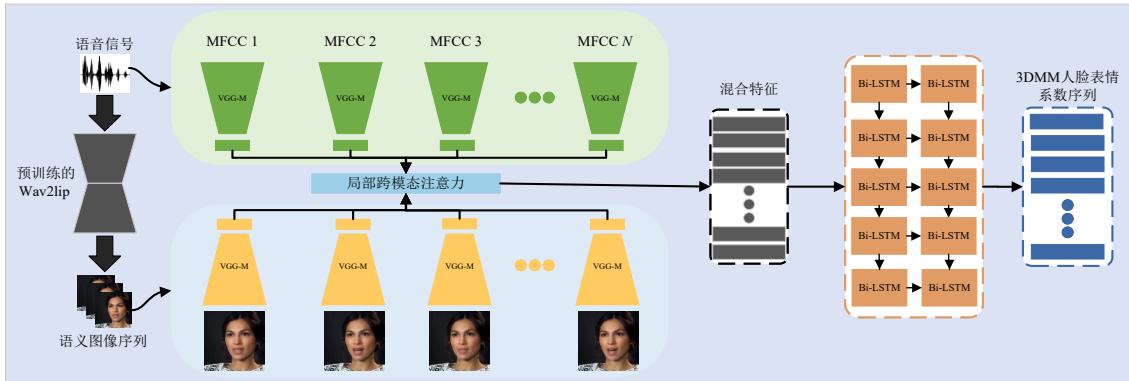 语音信号
预训练的
Wav2lip
语义图像序列
MFCC 1
MFCC 2
MFCC 3
MFCC N
VGG-M
VGG-M
VGG-M
VGG-M
局部跨模态注意力
VGG-M
VGG-M
VGG-M
VGG-M
混合特征
Bi-LSTM
Bi-LSTM
Bi-LSTM
Bi-LSTM
Bi-LSTM
Bi-LSTM
Bi-LSTM
Bi-LSTM
Bi-LSTM
Bi-LSTM
3DMM人脸表情
系数序列